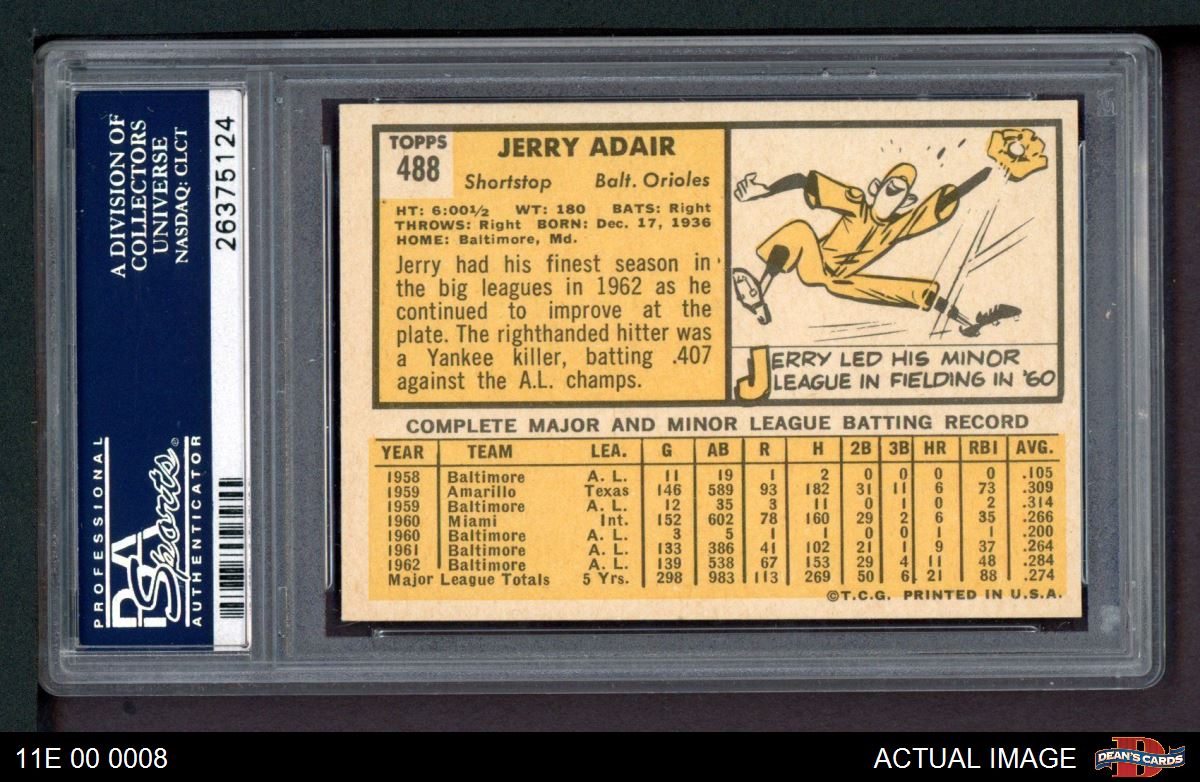 A DIVISION OF
COLLECTORS
UNIVERSE
NASDAQ: CLCT
26375124
PROFESSIONAL
PSA
Sports
AUTHENTICATOR
TOPPS
488
JERRY ADAIR
Shortstop Balt. Orioles
HT: 6:00½ WT: 180 BATS: Right
THROWS: Right BORN: Dec. 17, 1936
HOME: Baltimore, Md.
Jerry had his finest season in
the big leagues in 1962 as he
continued to improve at the
plate. The righthanded hitter was
a Yankee killer, batting .407
against the A.L. champs.
JERRY LED HIS MINOR
LEAGUE IN FIELDING IN '60
COMPLETE MAJOR AND MINOR LEAGUE BATTING RECORD
YEAR TEAM LEA. G AB R H 2B 3B HR RBI AVG.
1958 Baltimore A. L. 11 19 1 2 0 0 0 0 .105
1959 Amarillo Texas 146 589 93 182 31 11 6 73 .309
1959 Baltimore A. L. 12 35 3 11 0 1 0 2 .314
1960 Miami Int. 152 602 78 160 29 2 6 35 .266
1960 Baltimore A. L. 3 5 1 1 0 0 1 1 .200
1961 Baltimore A. L. 133 386 41 102 21 1 9 37 .264
1962 Baltimore A. L. 139 538 67 153 29 4 11 48 .284
Major League Totals 5 Yrs. 298 983 113 269 50 6 21 88 .274
©T.C.G. PRINTED IN U.S.A.
11E 00 0008
ACTUAL IMAGE
D
DEAN'S CARDS